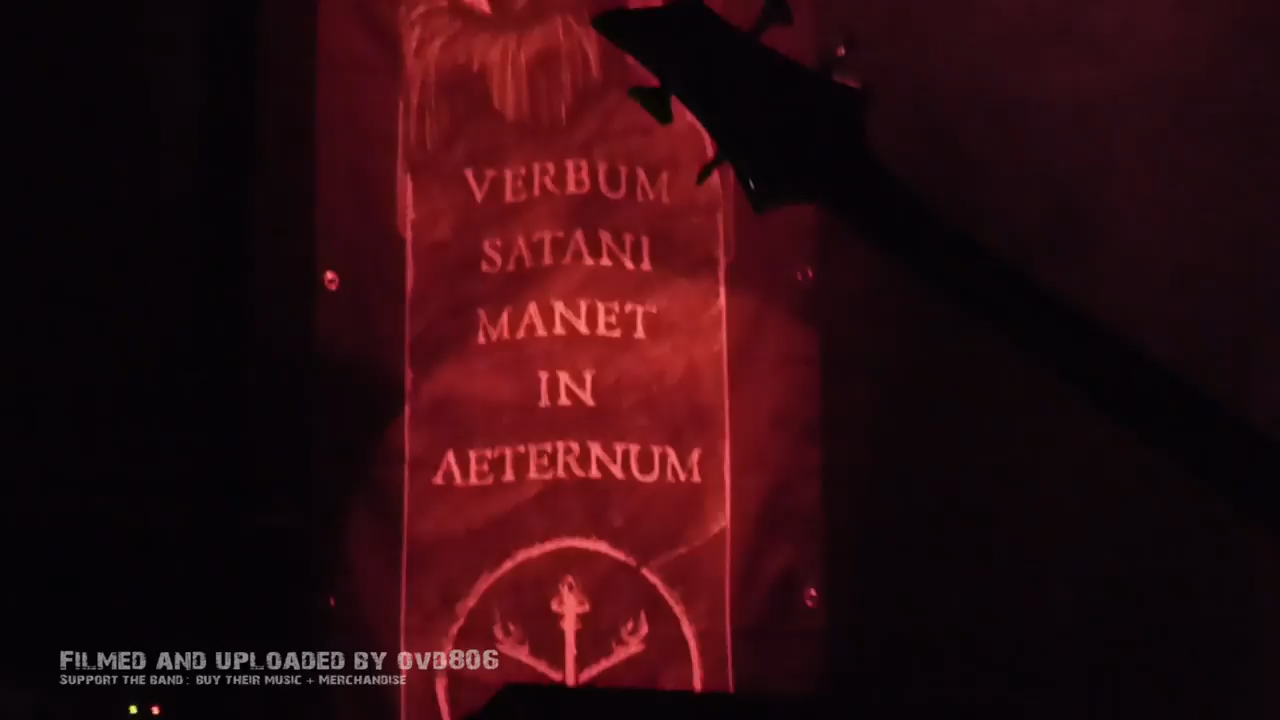 VERBUM
SATANI
MANET
IN
AETERNUM
FILMED AND UPLOADED BY OVD806
SUPPORT THE BAND: BUY THEIR MUSIC + MERCHANDISE